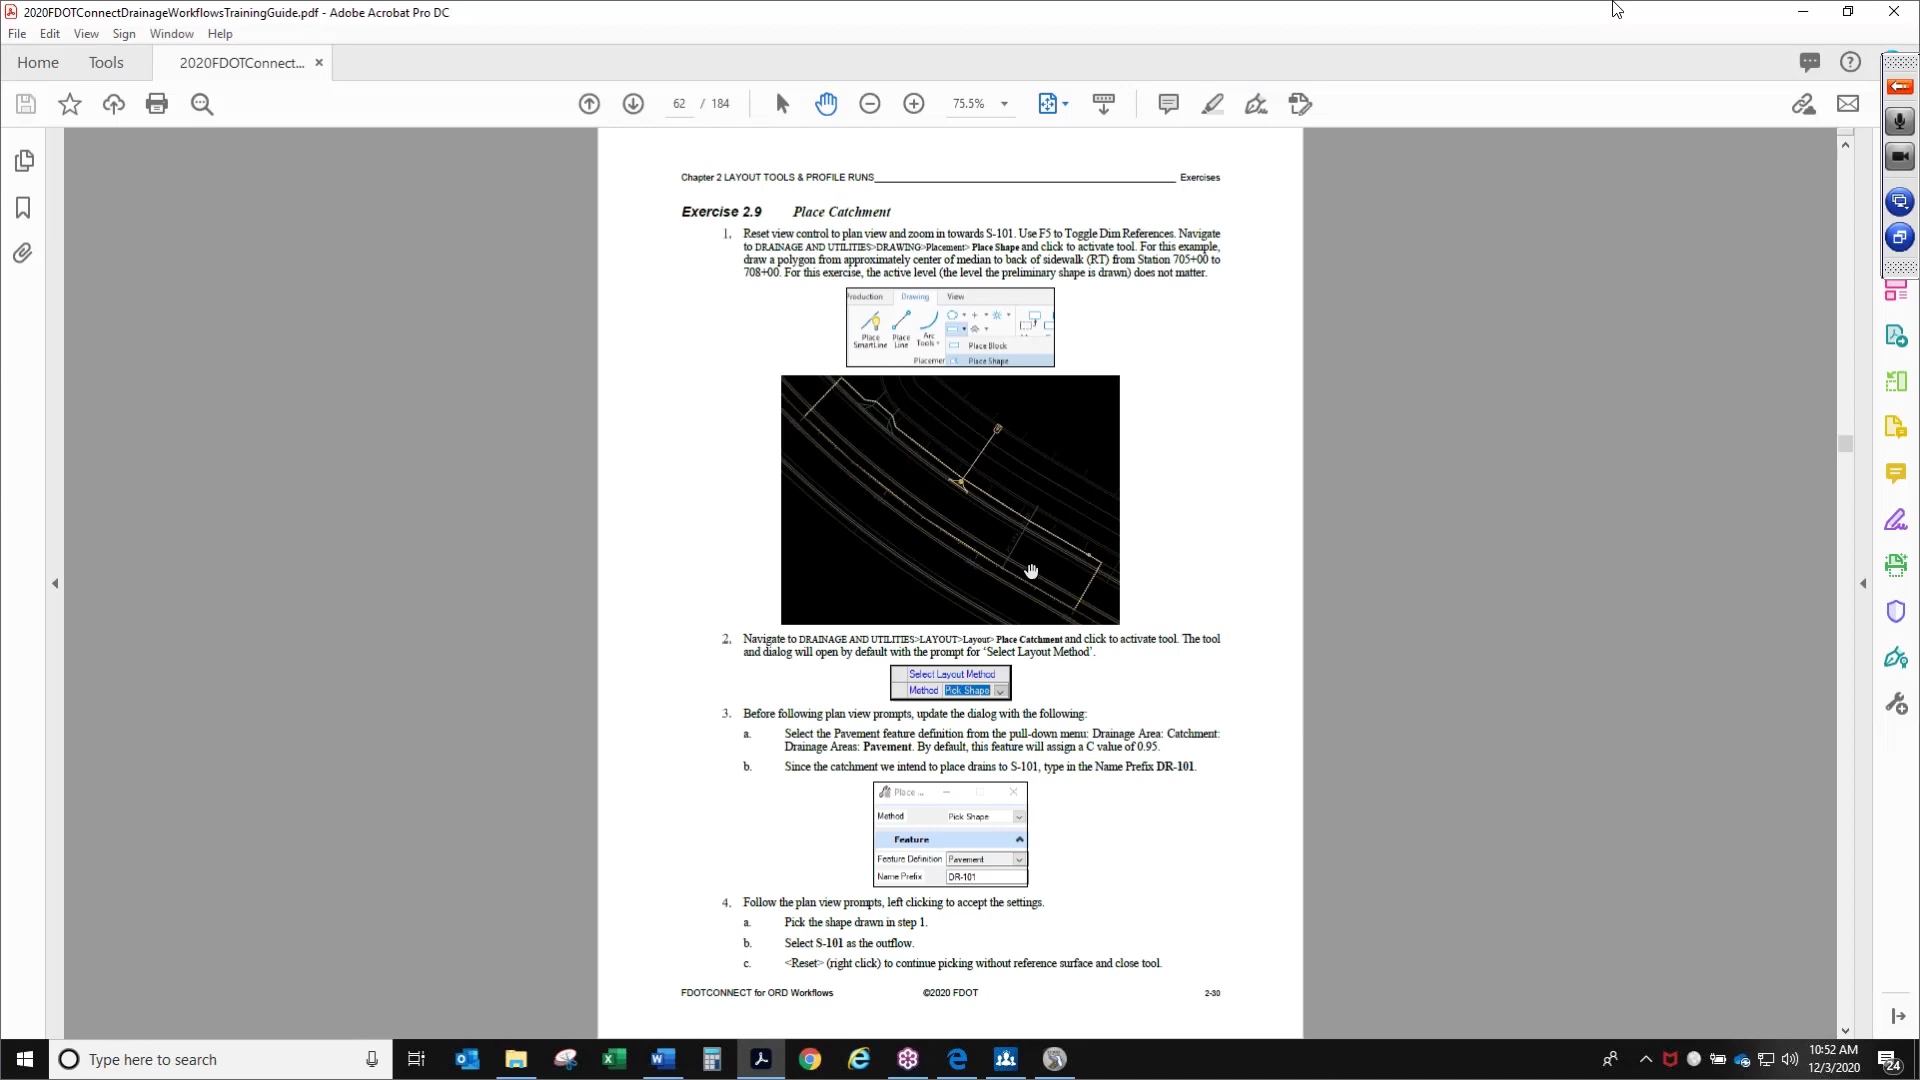 2020FDOTConnectDrainageWorkflowsTrainingGuide.pdf - Adobe Acrobat Pro DC
File Edit View Sign Window Help
Home Tools 2020FDOTConnect... ×
62 / 184 75.5%
Chapter 2 LAYOUT TOOLS & PROFILE RUNS Exercises
Exercise 2.9 Place Catchment
1. Reset view control to plan view and zoom in towards S-101. Use F5 to Toggle Dim References. Navigate
to DRAINAGE AND UTILITIES>DRAWING>Placement> Place Shape and click to activate tool. For this example,
draw a polygon from approximately center of median to back of sidewalk (RT) from Station 705+00 to
708+00. For this exercise, the active level (the level the preliminary shape is drawn) does not matter.
Production Drawing View
Place SmartLine
Place Line
Arc Tools
Place Block
Placemen Place Shape
2. Navigate to DRAINAGE AND UTILITIES>LAYOUT>Layout> Place Catchment and click to activate tool. The tool
and dialog will open by default with the prompt for ‘Select Layout Method’.
Select Layout Method
Method Pick Shape
3. Before following plan view prompts, update the dialog with the following:
a. Select the Pavement feature definition from the pull-down menu: Drainage Area: Catchment:
Drainage Areas: Pavement. By default, this feature will assign a C value of 0.95.
b. Since the catchment we intend to place drains to S-101, type in the Name Prefix DR-101.
Place ...
Method Pick Shape
Feature
Feature Definition Pavement
Name Prefix DR-101
4. Follow the plan view prompts, left clicking to accept the settings.
a. Pick the shape drawn in step 1.
b. Select S-101 as the outflow.
c. <Reset> (right click) to continue picking without reference surface and close tool.
FDOTCONNECT for ORD Workflows ©2020 FDOT 2-30
Type here to search
10:52 AM
12/3/2020
24